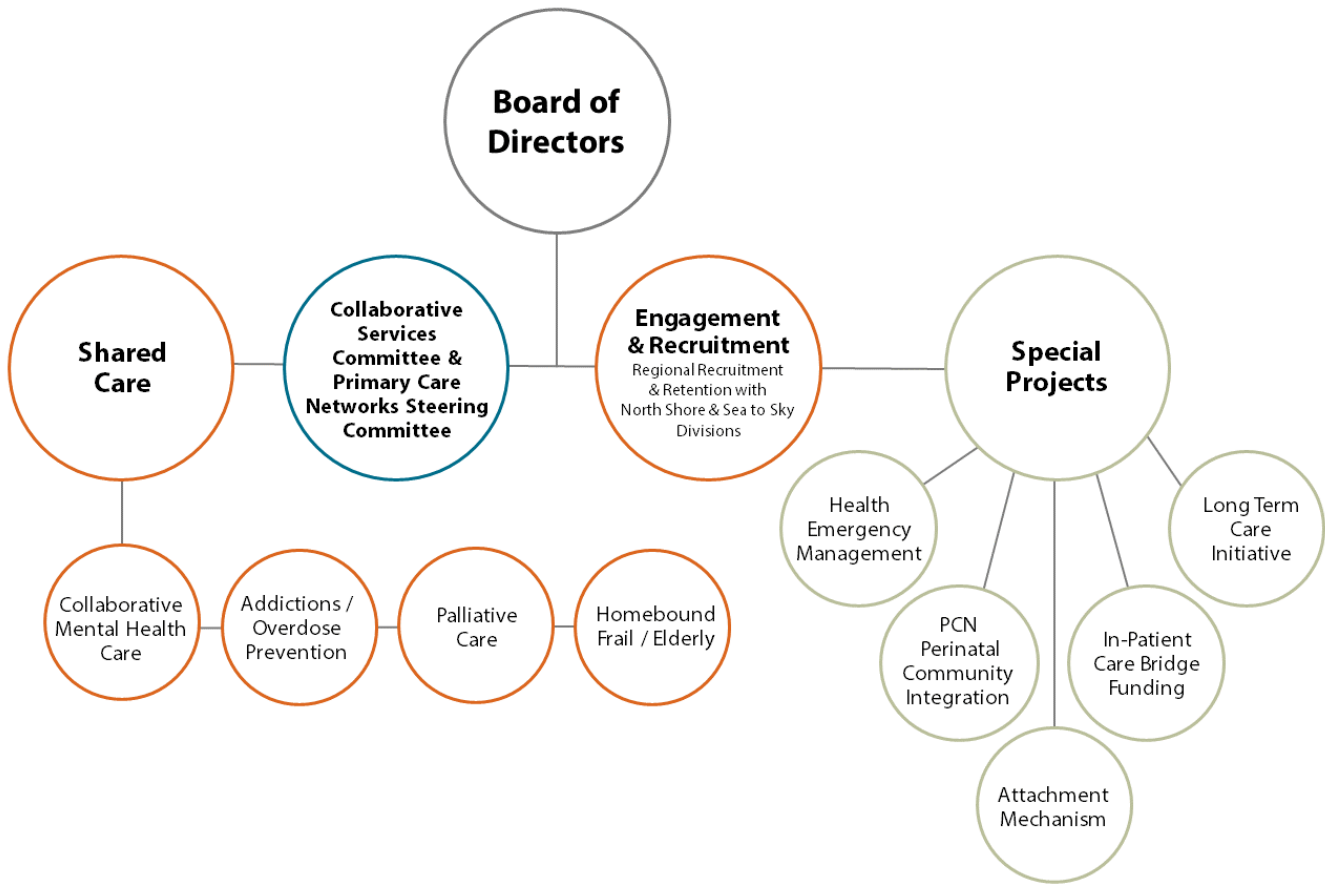 Board of
Directors
Shared
Care
Collaborative
Services
Committee &
Primary Care
Networks Steering
Committee
Engagement
& Recruitment
Regional Recruitment
& Retention with
North Shore & Sea to Sky
Divisions
Special
Projects
Collaborative
Mental Health
Care
Addictions /
Overdose
Prevention
Palliative
Care
Homebound
Frail / Elderly
Health
Emergency
Management
PCN
Perinatal
Community
Integration
Attachment
Mechanism
In-Patient
Care Bridge
Funding
Long Term
Care
Initiative